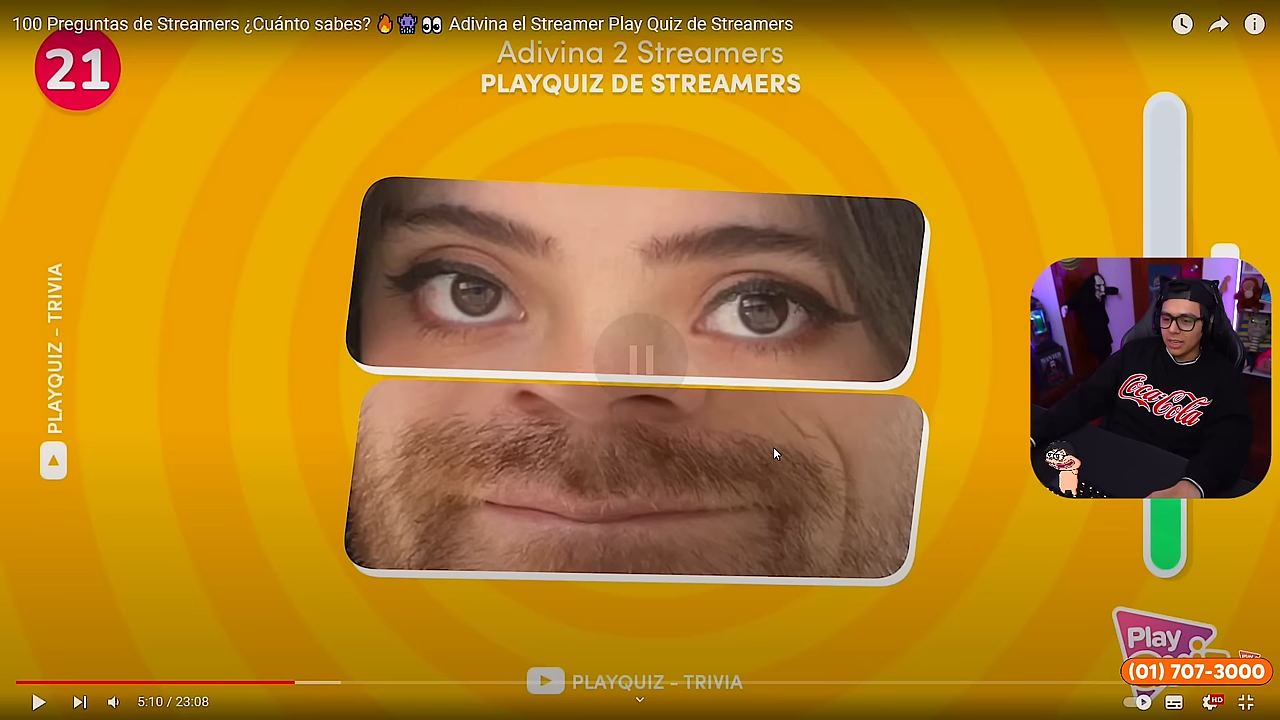 100 Preguntas de Streamers ¿Cuánto sabes? 🔥👾👀 Adivina el Streamer Play Quiz de Streamers
21
Adivina 2 Streamers
PLAYQUIZ DE STREAMERS
PLAYQUIZ - TRIVIA
Coca-Cola
Play
(01) 707-3000
PLAYQUIZ - TRIVIA
5:10 / 23:08
HD